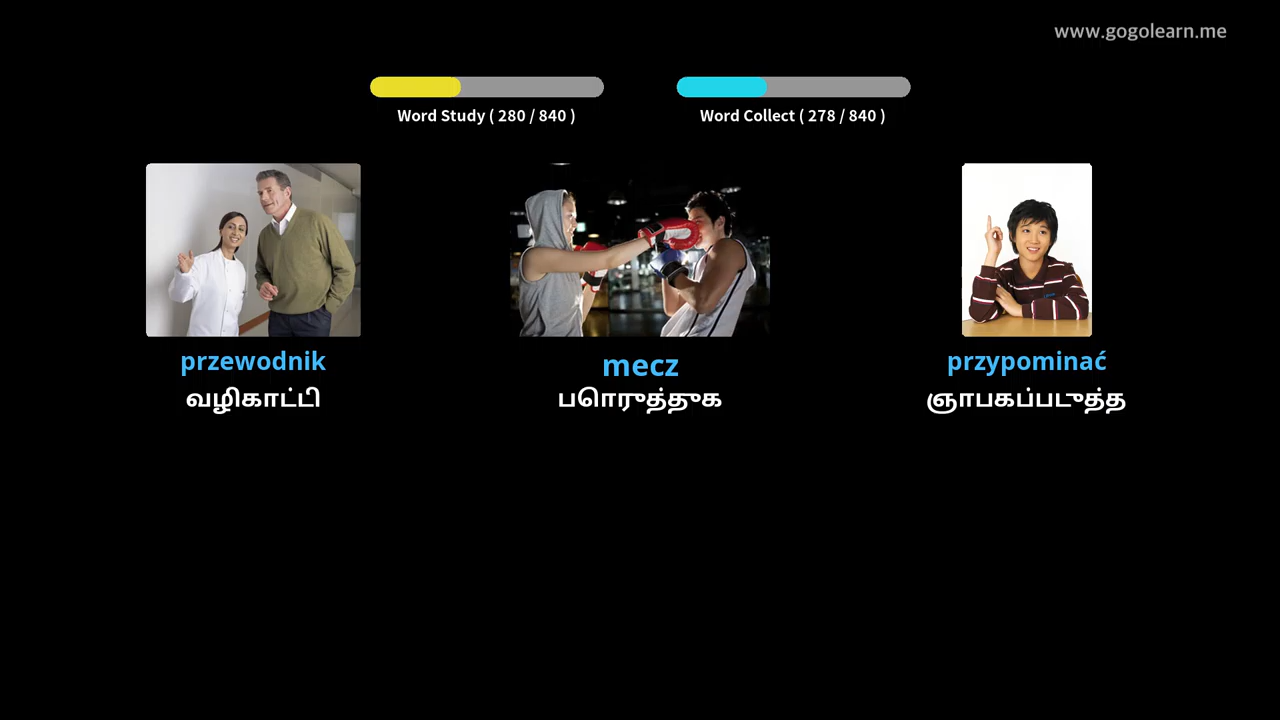 www.gogolearn.me
Word Study ( 280 / 840 )
Word Collect ( 278 / 840 )
przewodnik
வழிகாட்டி
mecz
பொருத்துக
przypominać
ஞாபகப்படுத்த